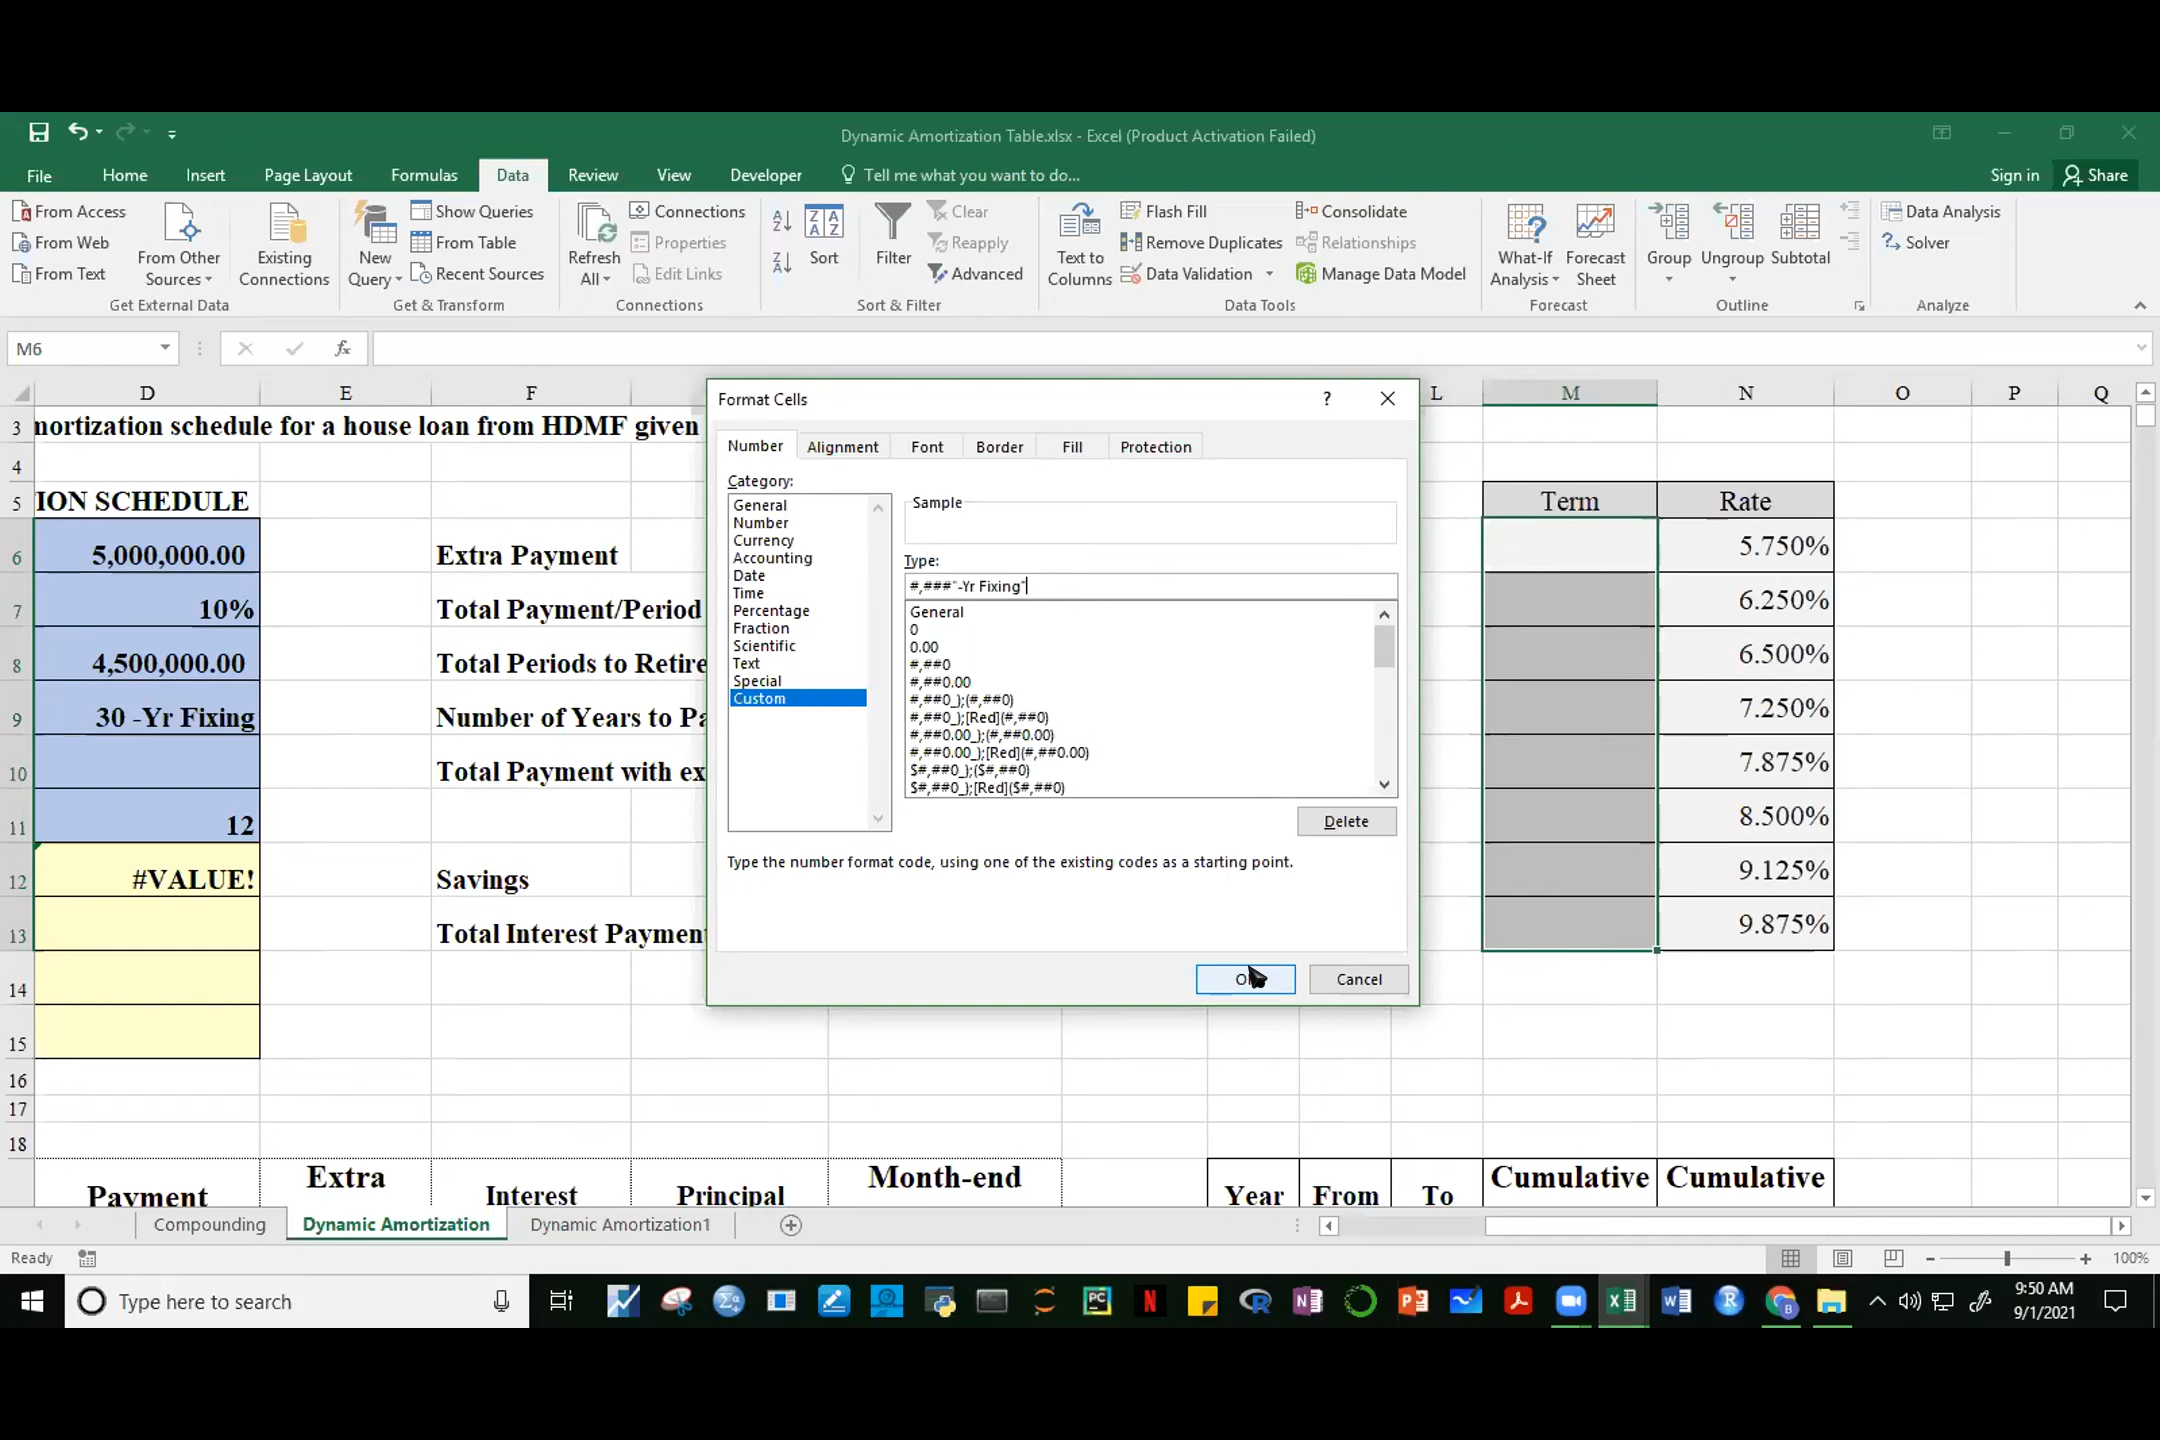 Dynamic Amortization Table.xlsx - Excel (Product Activation Failed)
File Home Insert Page Layout Formulas Data Review View Developer Tell me what you want to do... Sign in Share
From Access
From Web
From Text
From Other Sources
Existing Connections
Get External Data
New Query
Show Queries
From Table
Recent Sources
Get & Transform
Refresh All
Connections
Properties
Edit Links
Connections
Sort
Filter
Clear
Reapply
Advanced
Sort & Filter
Text to Columns
Flash Fill
Remove Duplicates
Data Validation
Consolidate
Relationships
Manage Data Model
Data Tools
What-If Analysis
Forecast Sheet
Forecast
Group
Ungroup
Subtotal
Outline
Data Analysis
Solver
Analyze
M6
fx
D E F L M N O P Q
3 mortization schedule for a house loan from HDMF given
4
5 ION SCHEDULE Term Rate
6 5,000,000.00 Extra Payment 5.750%
7 10% Total Payment/Period 6.250%
8 4,500,000.00 Total Periods to Retire 6.500%
9 30 -Yr Fixing Number of Years to Pa 7.250%
10 Total Payment with ex 7.875%
11 12 8.500%
12 #VALUE! Savings 9.125%
13 Total Interest Payment 9.875%
14
15
16
17
18
Payment Extra Interest Principal Month-end Year From To Cumulative Cumulative
Format Cells
?
Number Alignment Font Border Fill Protection
Category:
General
Number
Currency
Accounting
Date
Time
Percentage
Fraction
Scientific
Text
Special
Custom
Sample
Type:
#,###"-Yr Fixing"
General
0
0.00
#,##0
#,##0.00
#,##0_);(#,##0)
#,##0_);[Red](#,##0)
#,##0.00_);(#,##0.00)
#,##0.00_);[Red](#,##0.00)
$#,##0_);($#,##0)
$#,##0_);[Red]($#,##0)
Delete
Type the number format code, using one of the existing codes as a starting point.
Cancel
Compounding Dynamic Amortization Dynamic Amortization1
Ready 100%
Type here to search
9:50 AM
9/1/2021